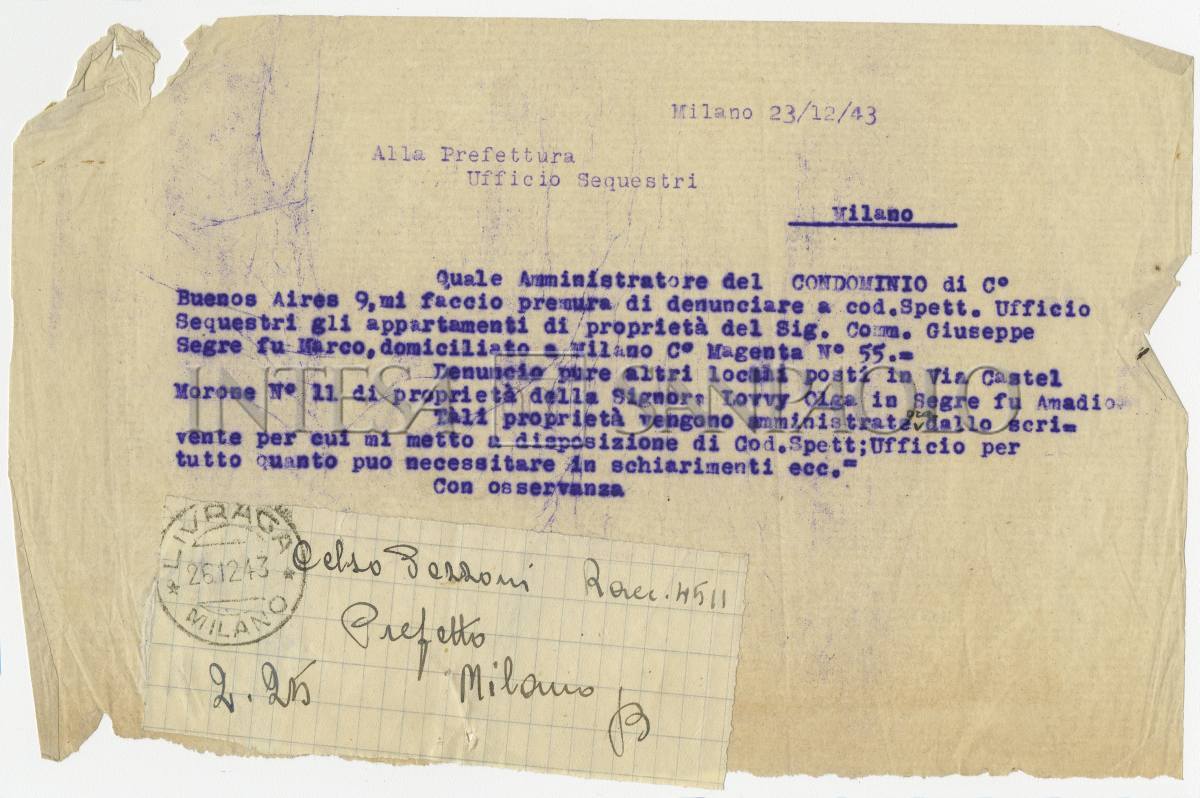 Milano 23/12/43
Alla Prefettura
Ufficio Sequestri
Milano
Quale Amministratore del CONDOMINIO di C°
Buenos Aires 9,mi faccio premura di denunciare a cod.Spett. Ufficio
Sequestri gli appartamenti di proprietà del Sig. Comm. Giuseppe
Segre fu Marco,domiciliato a Milano C° Magenta N° 55.=
Denuncio pure altri locali posti in Via Castel
Morone N° 11 di proprietà della Signora Iovvy Ciga in Segre fu Amadio.
Tali proprietà vengono amministrate dallo scri=
vente per cui mi metto a disposizione di Cod.Spett;Ufficio per
tutto quanto puo necessitare in schiarimenti ecc.=
Con osservanza
INTESA SANPAOLO
LIVRAGA
26.12.43
MILANO
Celso Pezzoni Racc. 4511
Prefetto
2.25 Milano